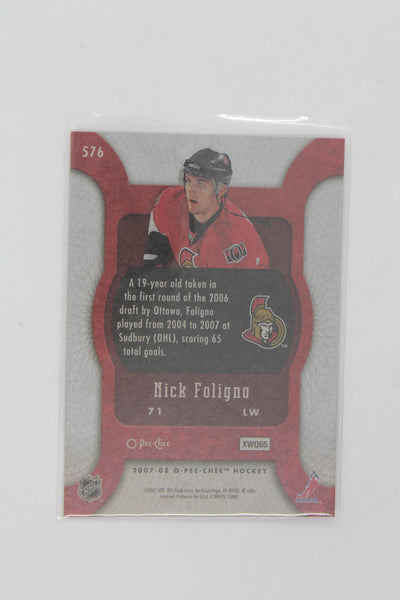 576
A 19-year old taken in
the first round of the 2006
draft by Ottawa, Foligno
played from 2004 to 2007 at
Sudbury (OHL), scoring 65
total goals.
Nick Foligno
71 LW
O-Pee-Chee XWQ65
2007-08 O-PEE-CHEE™ HOCKEY
NHL